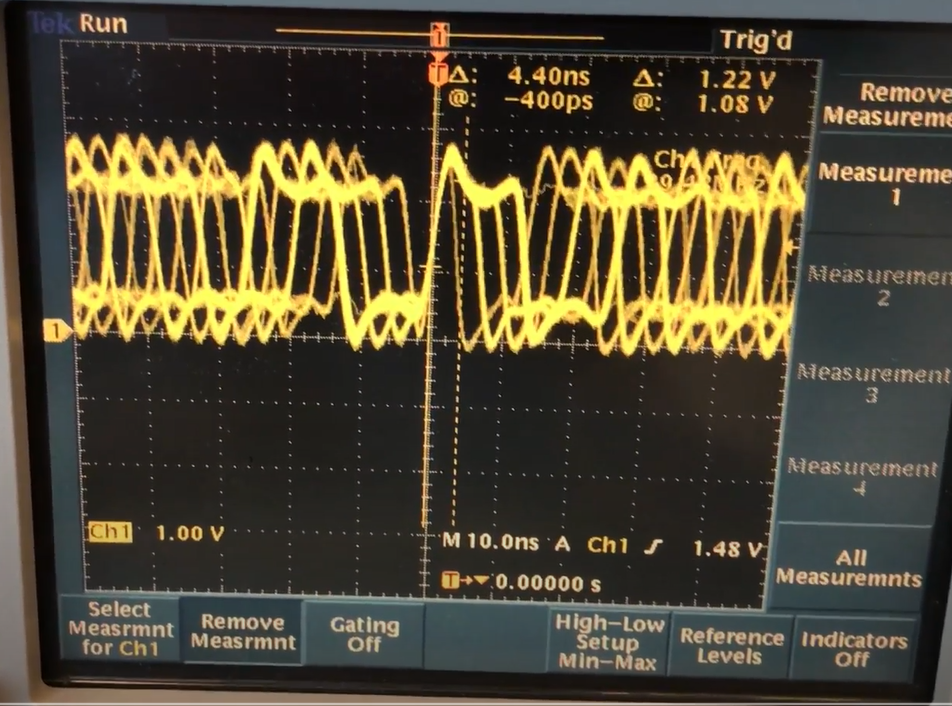 Tek Run
Trig'd
1
T
Δ: 4.40ns Δ: 1.22 V
@: −400ps @: 1.08 V
Remove
Measureme
Measureme
1
Measuremen
2
Measurement
3
Measurement
4
All
Measuremnts
1
Ch1 1.00 V
M 10.0ns A Ch1 1.48 V
T→▼ 0.00000 s
Select
Measrmnt
for Ch1
Remove
Measrmnt
Gating
Off
High−Low
Setup
Min−Max
Reference
Levels
Indicators
Off